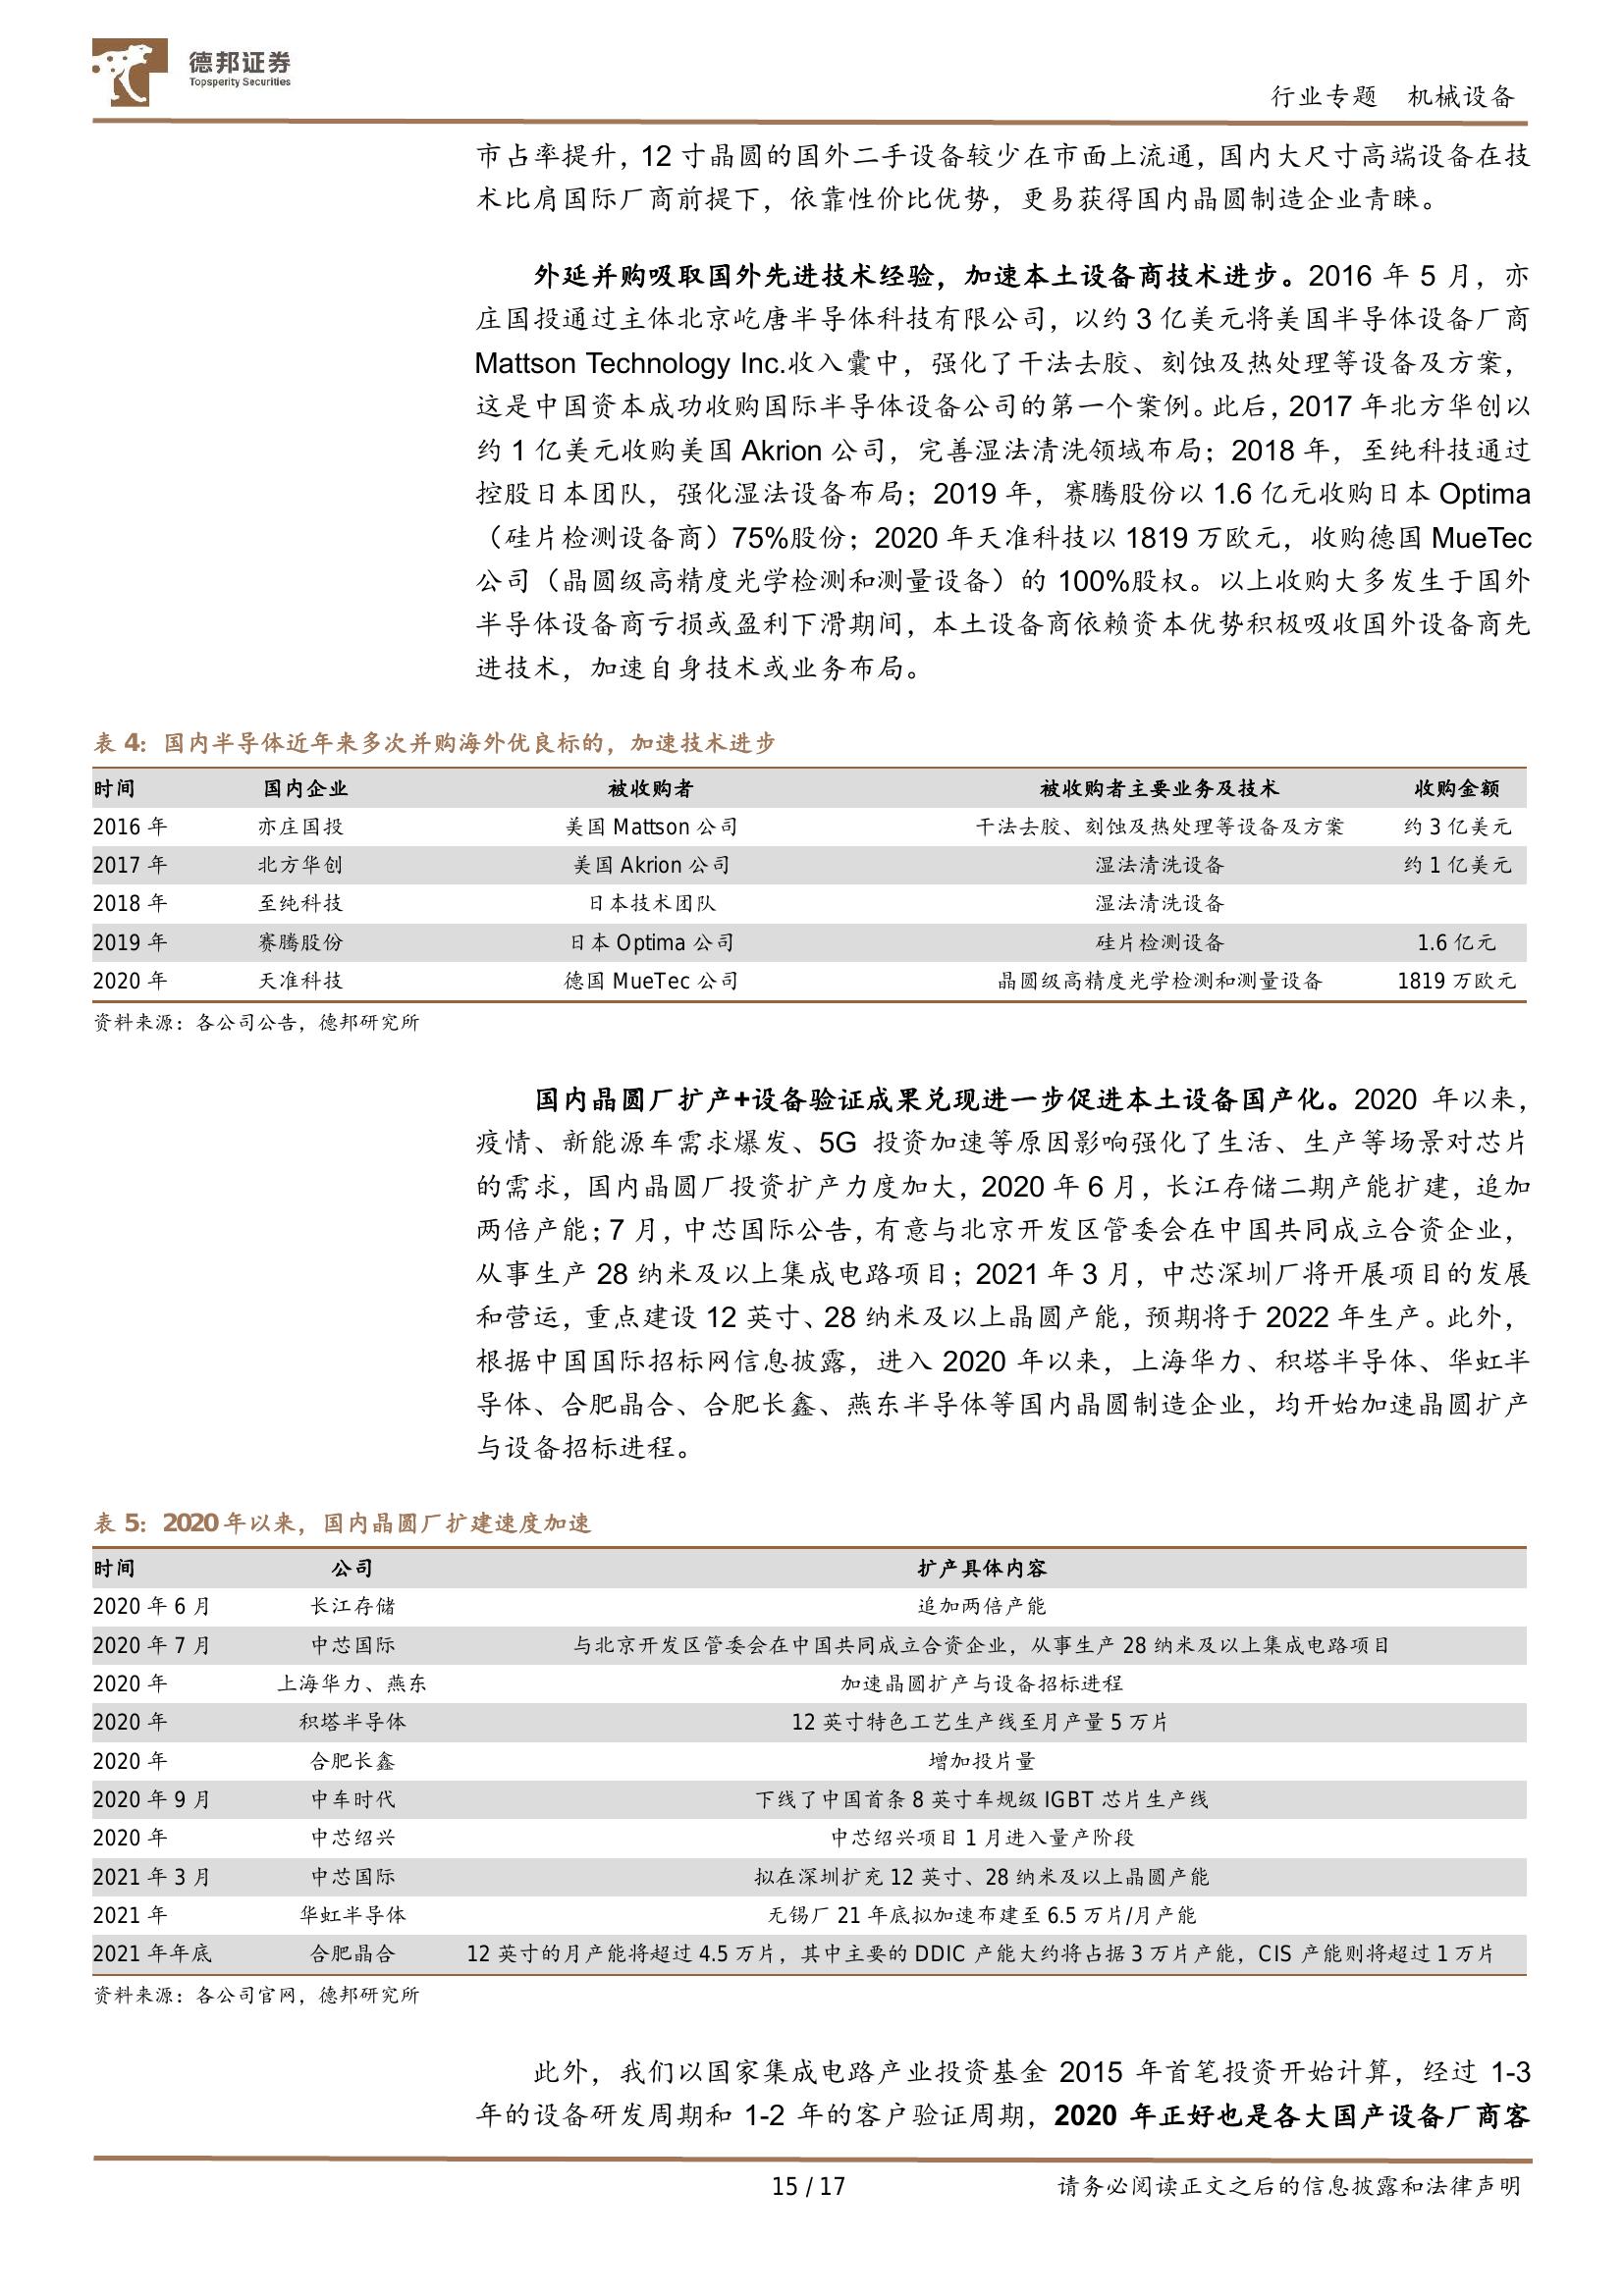 德邦证券
Topsperity Securities
行业专题 机械设备
市占率提升，12 寸晶圆的国外二手设备较少在市面上流通，国内大尺寸高端设备在技
术比肩国际厂商前提下，依靠性价比优势，更易获得国内晶圆制造企业青睐。
外延并购吸取国外先进技术经验，加速本土设备商技术进步。2016 年 5 月，亦
庄国投通过主体北京屹唐半导体科技有限公司，以约 3 亿美元将美国半导体设备厂商
Mattson Technology Inc.收入囊中，强化了干法去胶、刻蚀及热处理等设备及方案，
这是中国资本成功收购国际半导体设备公司的第一个案例。此后，2017 年北方华创以
约 1 亿美元收购美国 Akrion 公司，完善湿法清洗领域布局；2018 年，至纯科技通过
控股日本团队，强化湿法设备布局；2019 年，赛腾股份以 1.6 亿元收购日本 Optima
（硅片检测设备商）75%股份；2020 年天准科技以 1819 万欧元，收购德国 MueTec
公司（晶圆级高精度光学检测和测量设备）的 100%股权。以上收购大多发生于国外
半导体设备商亏损或盈利下滑期间，本土设备商依赖资本优势积极吸收国外设备商先
进技术，加速自身技术或业务布局。
表 4：国内半导体近年来多次并购海外优良标的，加速技术进步
时间 国内企业 被收购者 被收购者主要业务及技术 收购金额
2016 年 亦庄国投 美国 Mattson 公司 干法去胶、刻蚀及热处理等设备及方案 约 3 亿美元
2017 年 北方华创 美国 Akrion 公司 湿法清洗设备 约 1 亿美元
2018 年 至纯科技 日本技术团队 湿法清洗设备
2019 年 赛腾股份 日本 Optima 公司 硅片检测设备 1.6 亿元
2020 年 天准科技 德国 MueTec 公司 晶圆级高精度光学检测和测量设备 1819 万欧元
资料来源：各公司公告，德邦研究所
国内晶圆厂扩产+设备验证成果兑现进一步促进本土设备国产化。2020 年以来，
疫情、新能源车需求爆发、5G 投资加速等原因影响强化了生活、生产等场景对芯片
的需求，国内晶圆厂投资扩产力度加大，2020 年 6 月，长江存储二期产能扩建，追加
两倍产能；7 月，中芯国际公告，有意与北京开发区管委会在中国共同成立合资企业，
从事生产 28 纳米及以上集成电路项目；2021 年 3 月，中芯深圳厂将开展项目的发展
和营运，重点建设 12 英寸、28 纳米及以上晶圆产能，预期将于 2022 年生产。此外，
根据中国国际招标网信息披露，进入 2020 年以来，上海华力、积塔半导体、华虹半
导体、合肥晶合、合肥长鑫、燕东半导体等国内晶圆制造企业，均开始加速晶圆扩产
与设备招标进程。
表 5：2020 年以来，国内晶圆厂扩建速度加速
时间 公司 扩产具体内容
2020 年 6 月 长江存储 追加两倍产能
2020 年 7 月 中芯国际 与北京开发区管委会在中国共同成立合资企业，从事生产 28 纳米及以上集成电路项目
2020 年 上海华力、燕东 加速晶圆扩产与设备招标进程
2020 年 积塔半导体 12 英寸特色工艺生产线至月产量 5 万片
2020 年 合肥长鑫 增加投片量
2020 年 9 月 中车时代 下线了中国首条 8 英寸车规级 IGBT 芯片生产线
2020 年 中芯绍兴 中芯绍兴项目 1 月进入量产阶段
2021 年 3 月 中芯国际 拟在深圳扩充 12 英寸、28 纳米及以上晶圆产能
2021 年 华虹半导体 无锡厂 21 年底拟加速布建至 6.5 万片/月产能
2021 年年底 合肥晶合 12 英寸的月产能将超过 4.5 万片，其中主要的 DDIC 产能大约将占据 3 万片产能，CIS 产能则将超过 1 万片
资料来源：各公司官网，德邦研究所
此外，我们以国家集成电路产业投资基金 2015 年首笔投资开始计算，经过 1-3
年的设备研发周期和 1-2 年的客户验证周期，2020 年正好也是各大国产设备厂商客
15 / 17 请务必阅读正文之后的信息披露和法律声明